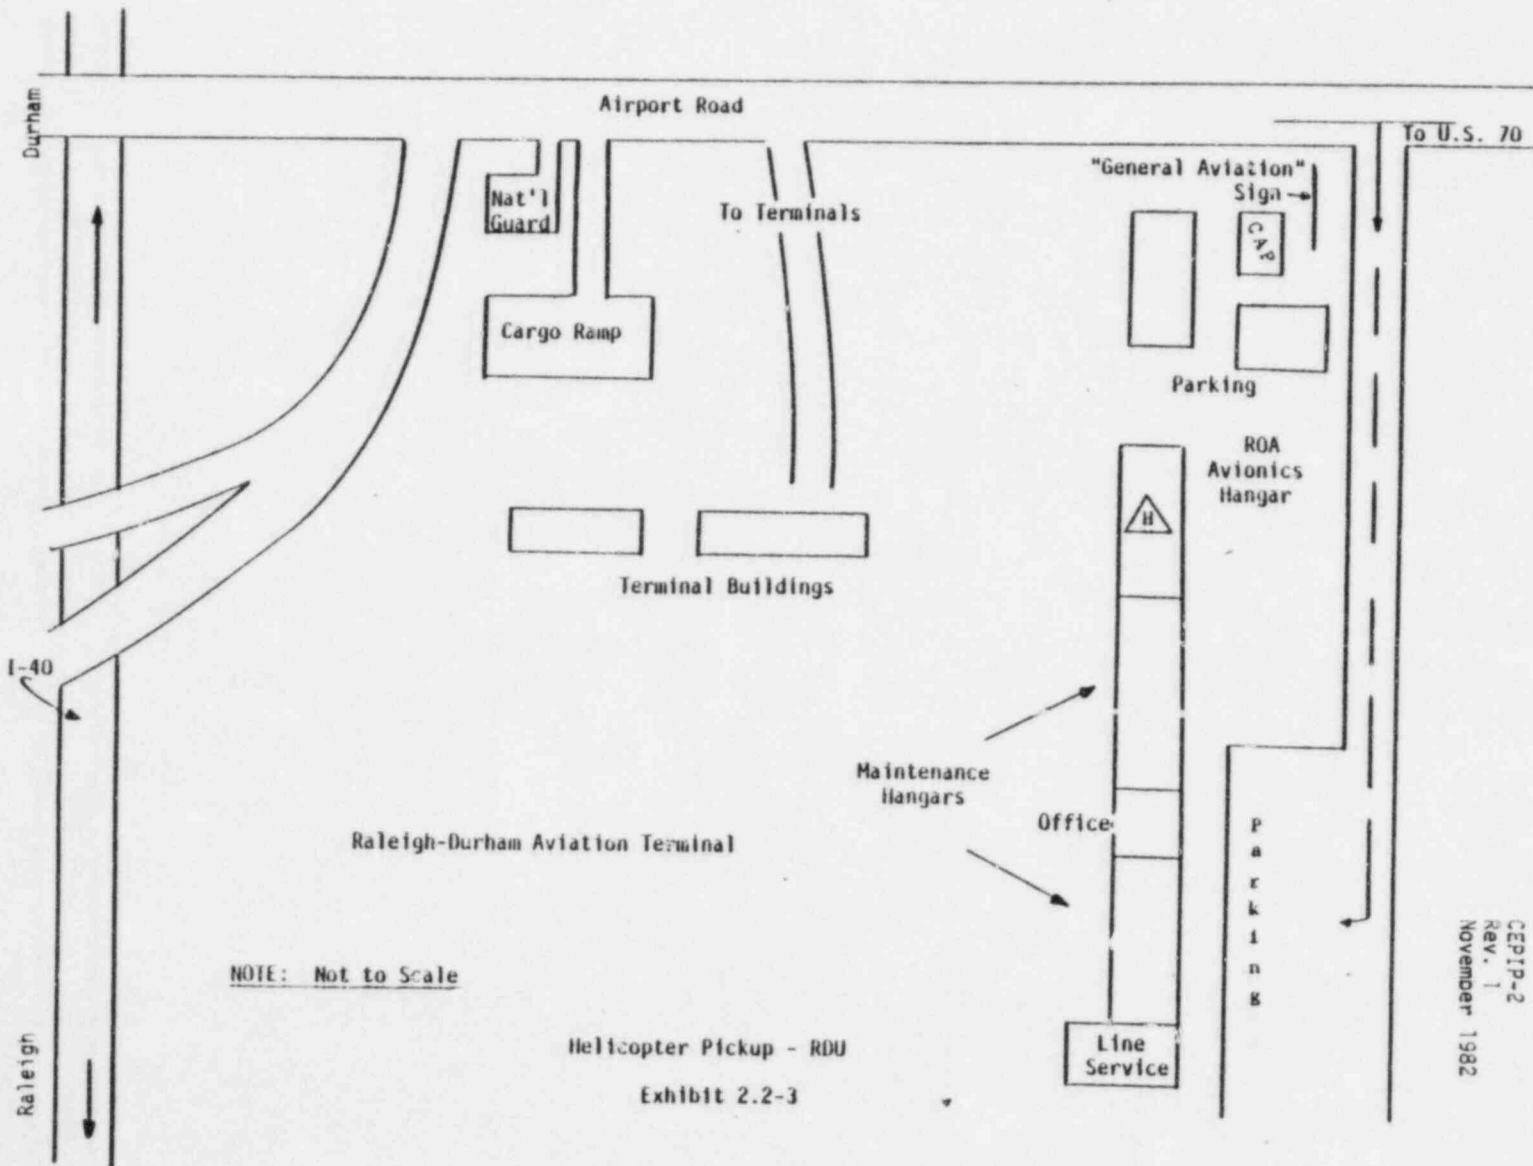 Durham
Airport Road
To U.S. 70
"General Aviation"
Sign
Nat'l
Guard
To Terminals
CAP
Cargo Ramp
Parking
ROA
Avionics
Hangar
H
Terminal Buildings
I-40
Maintenance
Hangars
Office
Parking
Raleigh-Durham Aviation Terminal
NOTE: Not to Scale
Helicopter Pickup - RDU
Exhibit 2.2-3
Line
Service
Raleigh
CEPIP-2
Rev. 1
November 1982